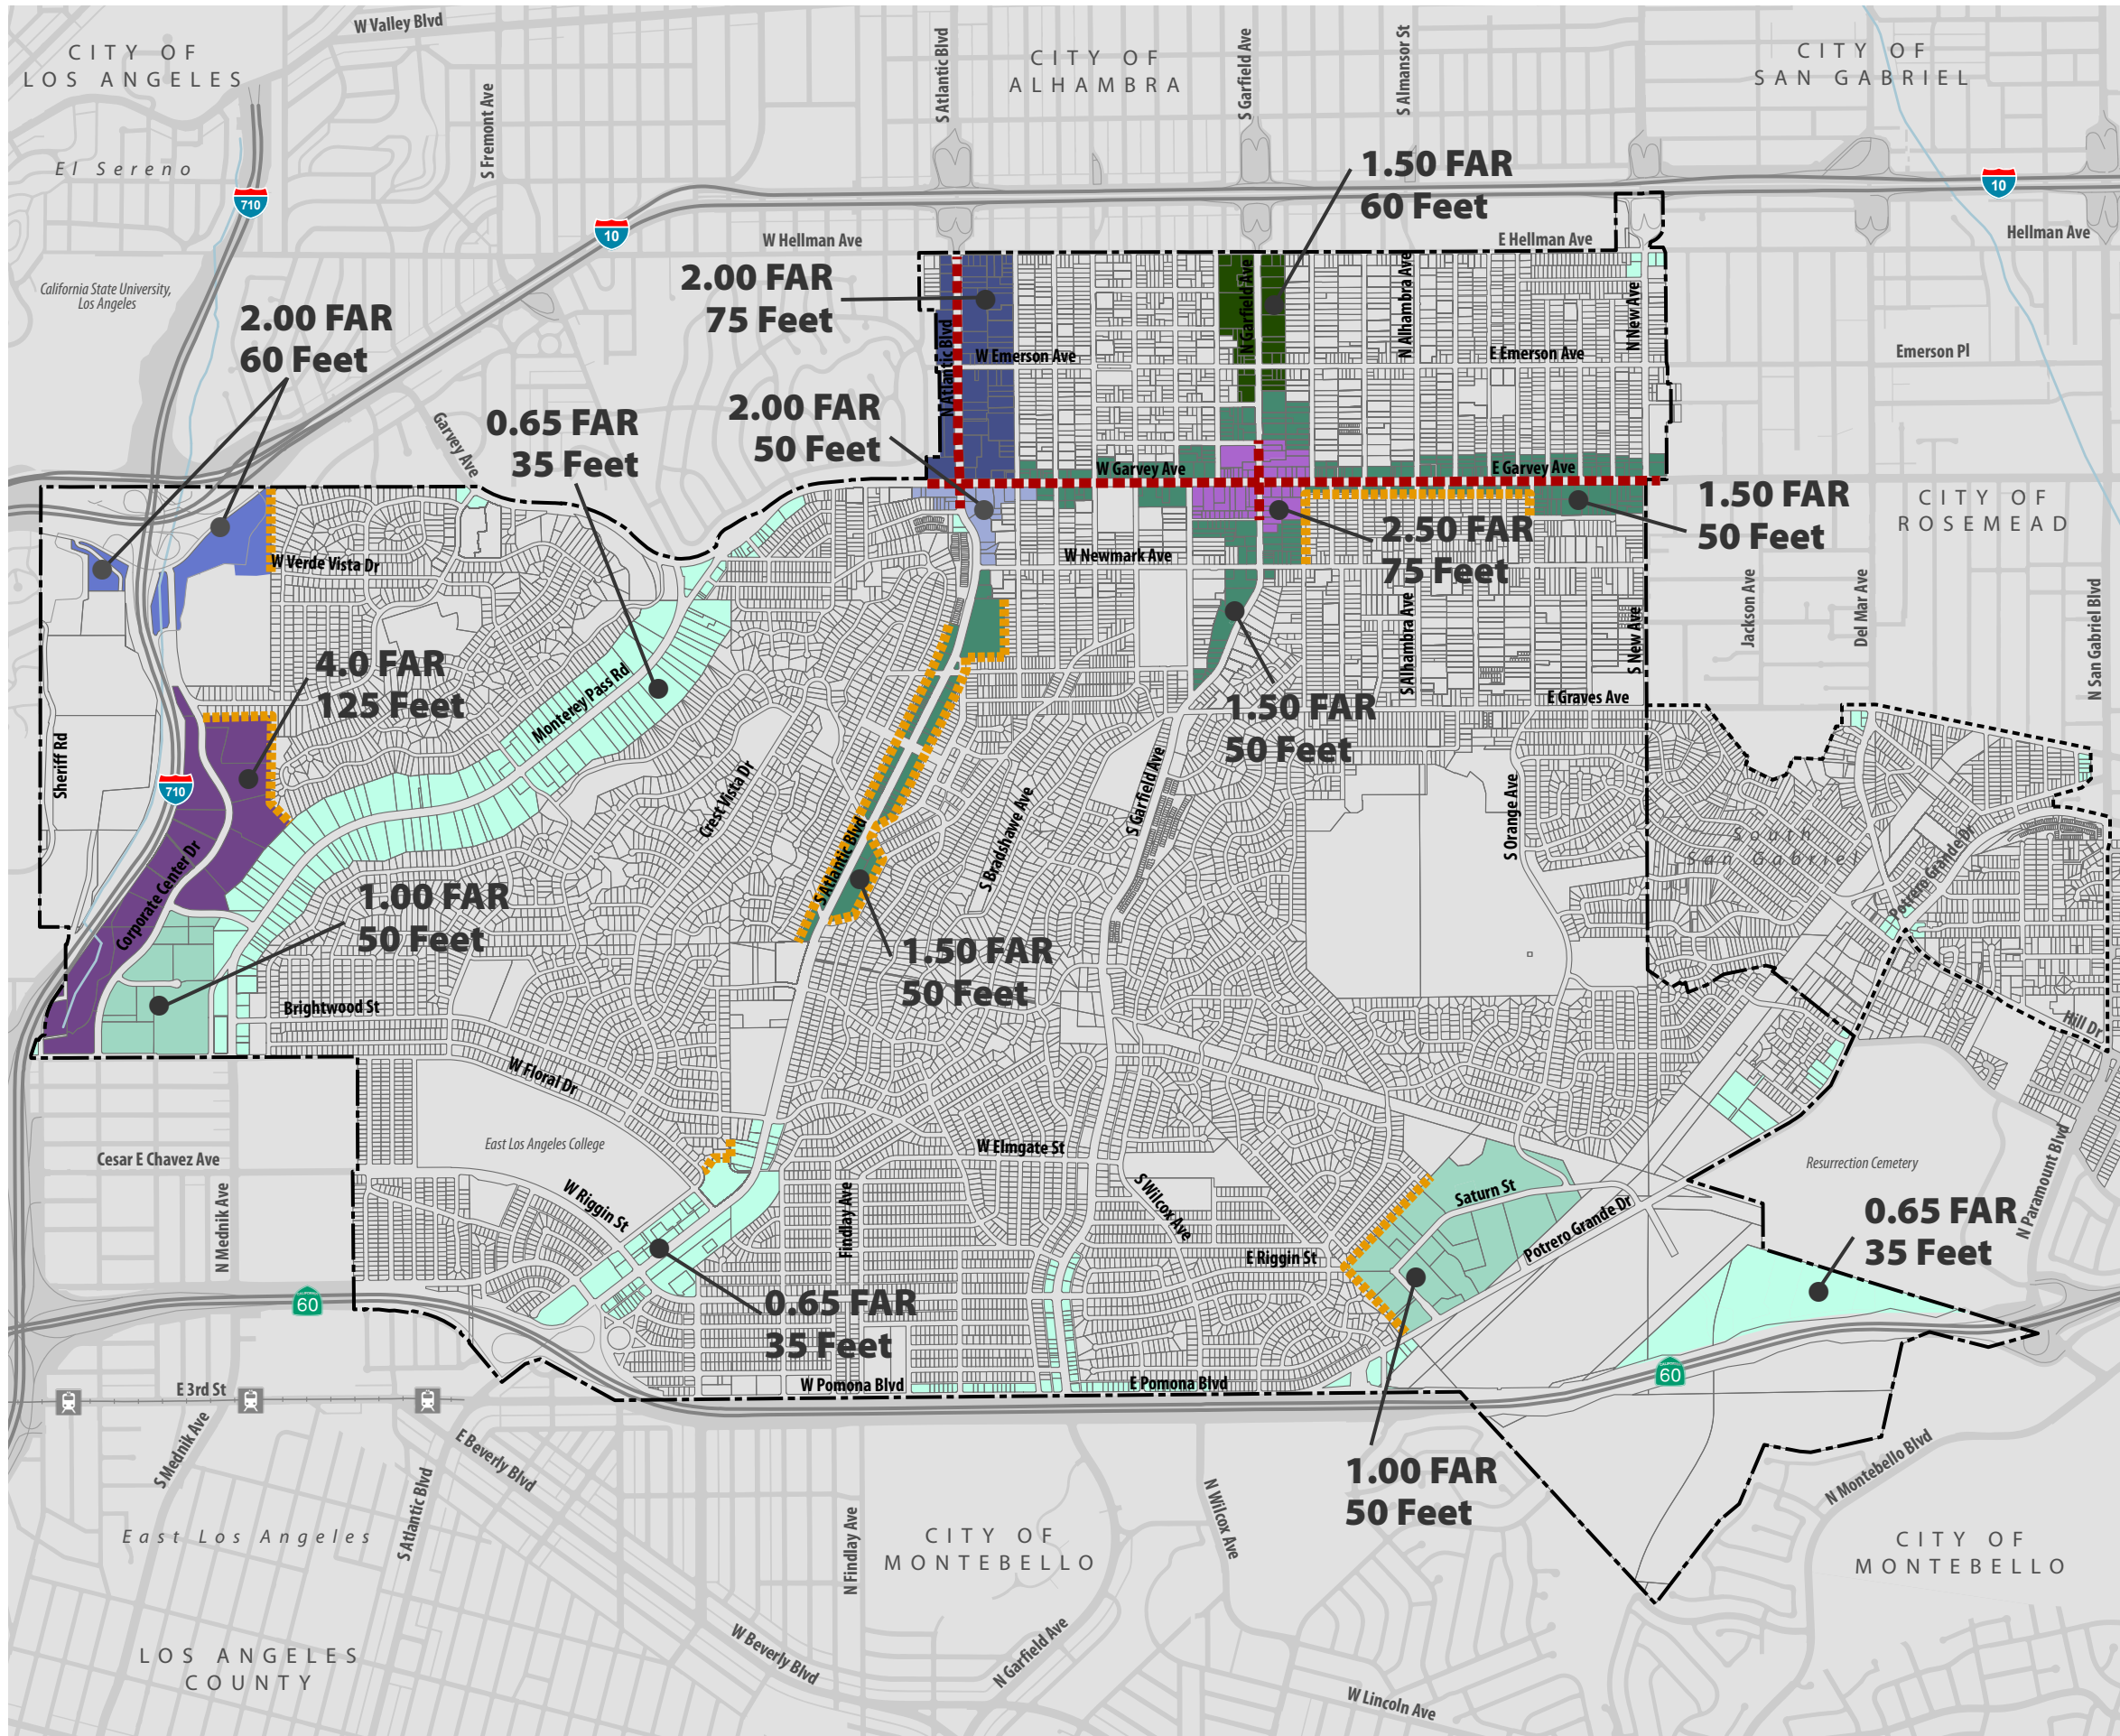 W Valley Blvd
CITY OF
LOS ANGELES
El Sereno
S Fremont Ave
S Atlantic Blvd
CITY OF
ALHAMBRA
S Garfield Ave
S Almansor St
CITY OF
SAN GABRIEL
710
10
10
1.50 FAR
60 Feet
W Hellman Ave
E Hellman Ave
Hellman Ave
California State University,
Los Angeles
2.00 FAR
75 Feet
2.00 FAR
60 Feet
N Atlantic Blvd
N Garfield Ave
N Alhambra Ave
N New Ave
W Emerson Ave
E Emerson Ave
Emerson Pl
Garvey Ave
0.65 FAR
35 Feet
2.00 FAR
50 Feet
W Garvey Ave
E Garvey Ave
1.50 FAR
50 Feet
CITY OF
ROSEMEAD
2.50 FAR
75 Feet
W Verde Vista Dr
W Newmark Ave
Jackson Ave
Del Mar Ave
N San Gabriel Blvd
S Alhambra Ave
S New Ave
4.0 FAR
125 Feet
Monterey Pass Rd
1.50 FAR
50 Feet
E Graves Ave
Sheriff Rd
710
Crest Vista Dr
S Atlantic Blvd
S Bradshawe Ave
S Garfield Ave
S Orange Ave
South
San Gabriel
Potrero Grande Dr
Corporate Center Dr
1.00 FAR
50 Feet
1.50 FAR
50 Feet
Brightwood St
Hill Dr
W Floral Dr
East Los Angeles College
W Elmgate St
Cesar E Chavez Ave
N Mednik Ave
W Riggin St
Findlay Ave
S Wilcox Ave
Saturn St
Potrero Grande Dr
E Riggin St
Resurrection Cemetery
N Paramount Blvd
0.65 FAR
35 Feet
60
0.65 FAR
35 Feet
60
W Pomona Blvd
E Pomona Blvd
E 3rd St
S Mednik Ave
E Beverly Blvd
S Atlantic Blvd
1.00 FAR
50 Feet
N Wilcox Ave
N Montebello Blvd
East Los Angeles
N Findlay Ave
CITY OF
MONTEBELLO
CITY OF
MONTEBELLO
LOS ANGELES
COUNTY
W Beverly Blvd
N Garfield Ave
W Lincoln Ave